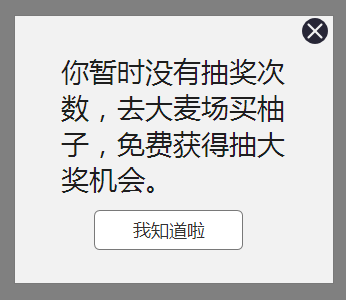 你暂时没有抽奖次
数，去大麦场买柚
子，免费获得抽大
奖机会。
我知道啦